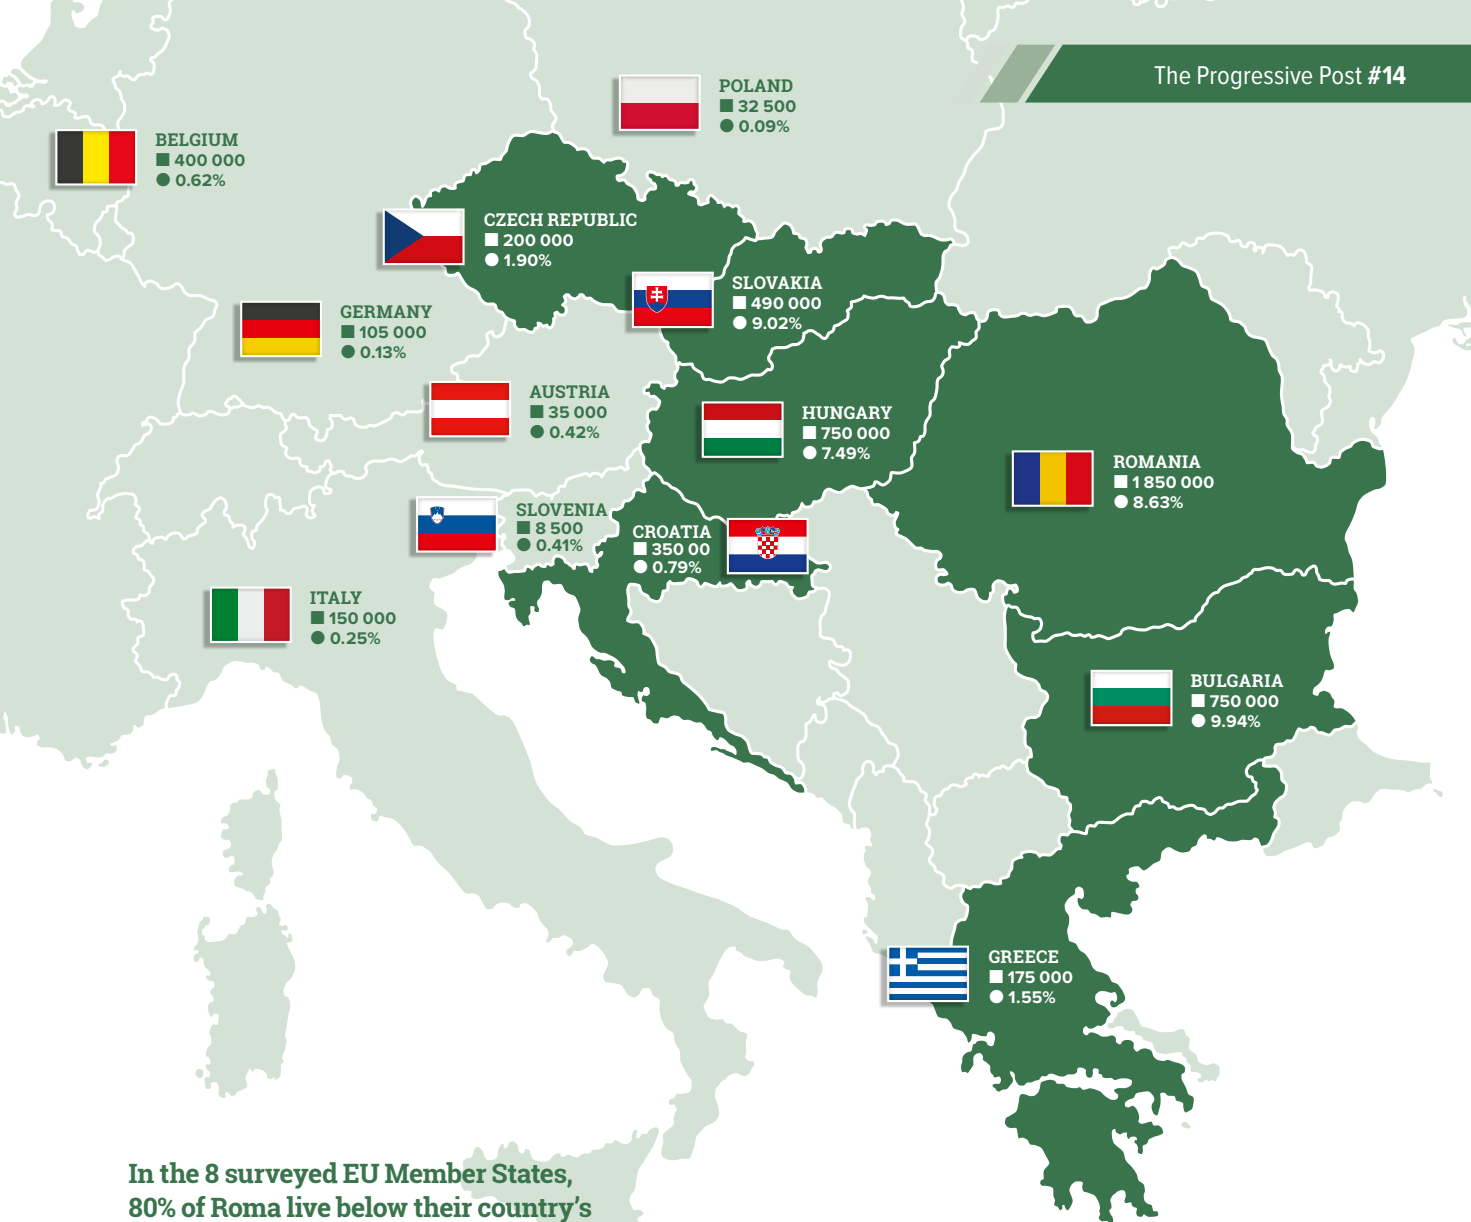 The Progressive Post #14
POLAND
32 500
0.09%
BELGIUM
400 000
0.62%
CZECH REPUBLIC
200 000
1.90%
SLOVAKIA
490 000
9.02%
GERMANY
105 000
0.13%
AUSTRIA
35 000
0.42%
HUNGARY
750 000
7.49%
ROMANIA
1 850 000
8.63%
SLOVENIA
8 500
0.41%
CROATIA
350 00
0.79%
ITALY
150 000
0.25%
BULGARIA
750 000
9.94%
GREECE
175 000
1.55%
In the 8 surveyed EU Member States,
80% of Roma live below their country’s